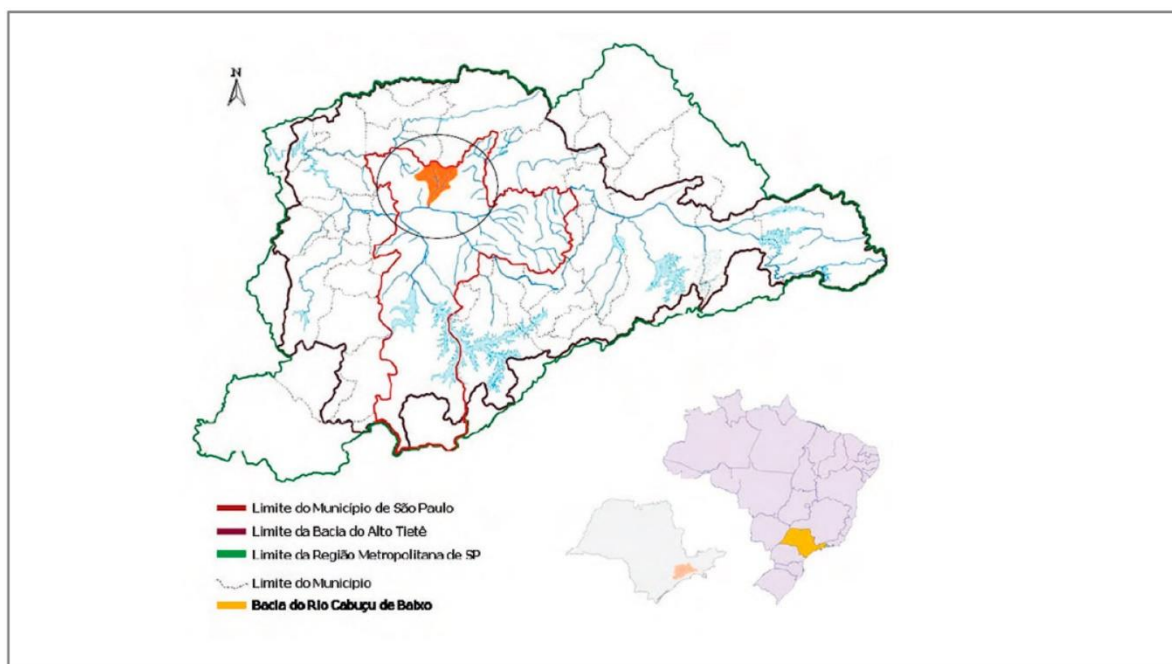 N
Limite do Município de São Paulo
Limite da Bacia do Alto Tietê
Limite da Região Metropolitana de SP
Limite do Município
Bacia do Rio Cabuçu de Baixo